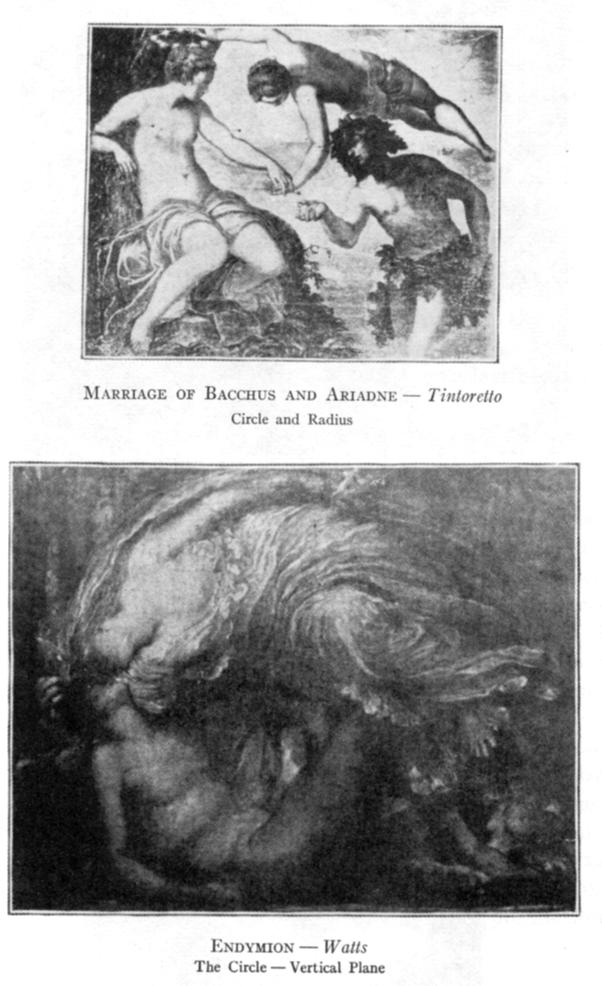 MARRIAGE OF BACCHUS AND ARIADNE — Tintoretto
Circle and Radius
ENDYMION — Watts
The Circle — Vertical Plane